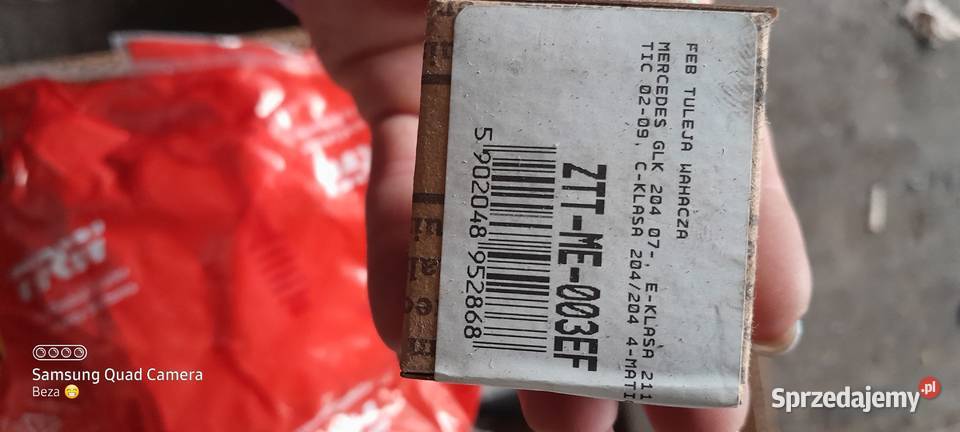 FEB TULEJA WAHACZA
MERCEDES GLK 204 07-, E-KLASA 211
TIC 02-09, C-KLASA 204/204 4-MATI
ZTT-ME-003EF
5 902048 952868
TRW
Samsung Quad Camera
Beza 😁
Sprzedajemy.pl